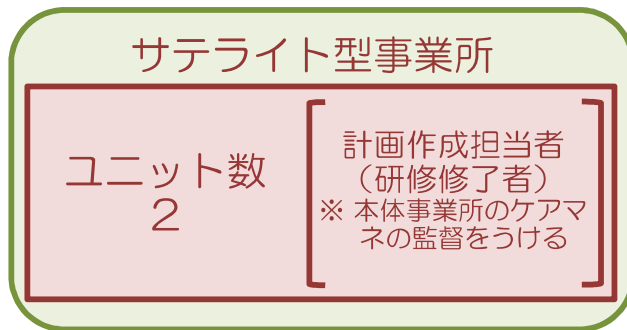 サテライト型事業所
ユニット数
2
計画作成担当者
(研修修了者)
※ 本体事業所のケアマ
ネの監督をうける